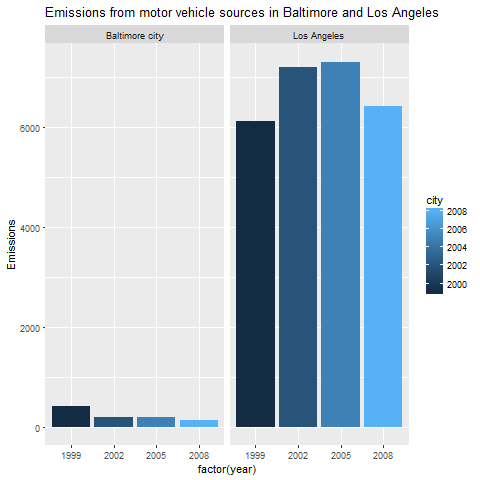 Emissions from motor vehicle sources in Baltimore and Los Angeles
Baltimore city
Los Angeles
Emissions
6000
4000
2000
0
1999 2002 2005 2008
1999 2002 2005 2008
factor(year)
city
2008
2006
2004
2002
2000